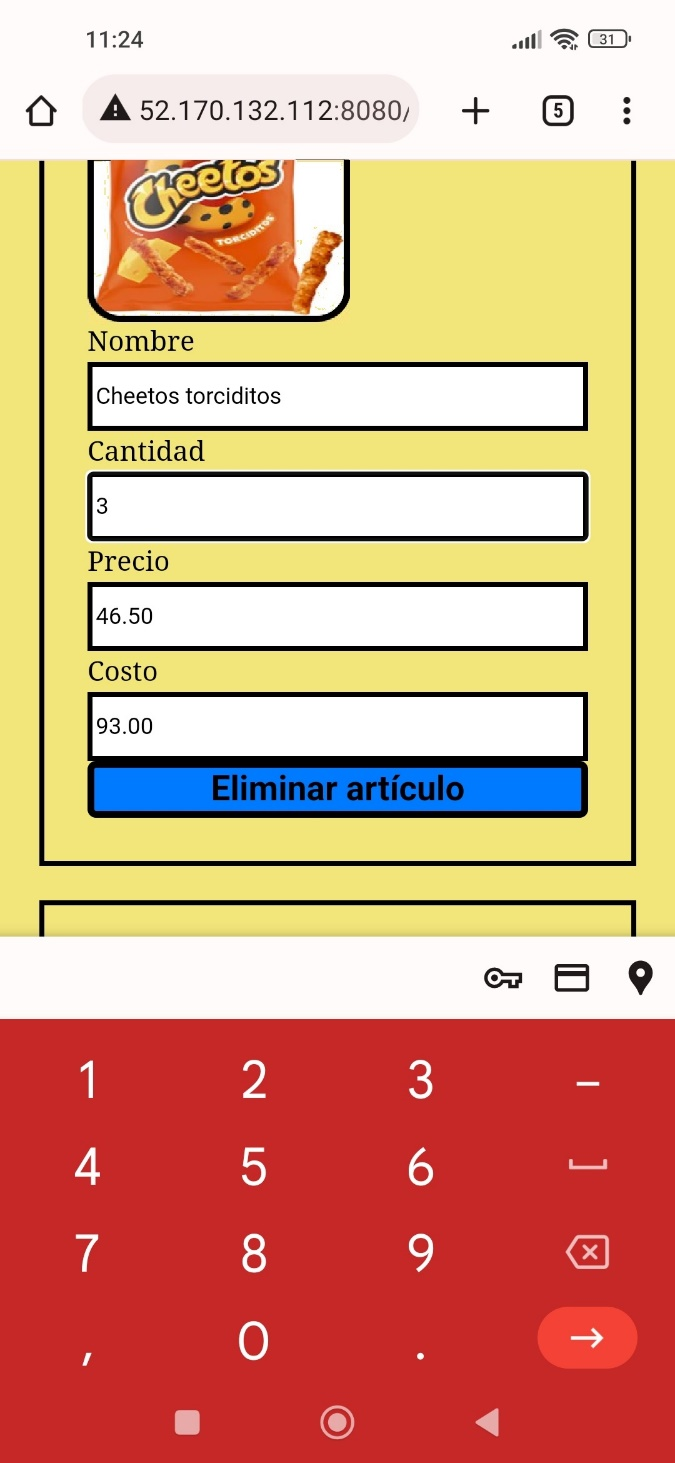 11:24
31
52.170.132.112:8080/
5
Cheetos
TORCIDITOS
Nombre
Cheetos torciditos
Cantidad
3
Precio
46.50
Costo
93.00
Eliminar artículo
1 2 3 –
4 5 6
7 8 9
, 0 .